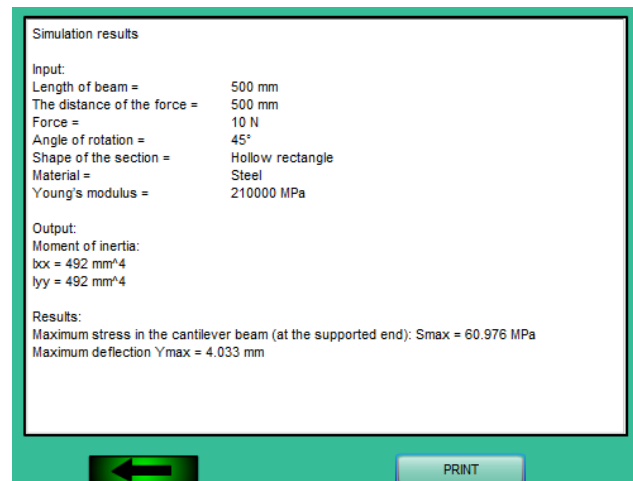 Simulation results
Input:
Length of beam = 500 mm
The distance of the force = 500 mm
Force = 10 N
Angle of rotation = 45°
Shape of the section = Hollow rectangle
Material = Steel
Young's modulus = 210000 MPa
Output:
Moment of inertia:
Ixx = 492 mm^4
Iyy = 492 mm^4
Results:
Maximum stress in the cantilever beam (at the supported end): Smax = 60.976 MPa
Maximum deflection Ymax = 4.033 mm
PRINT